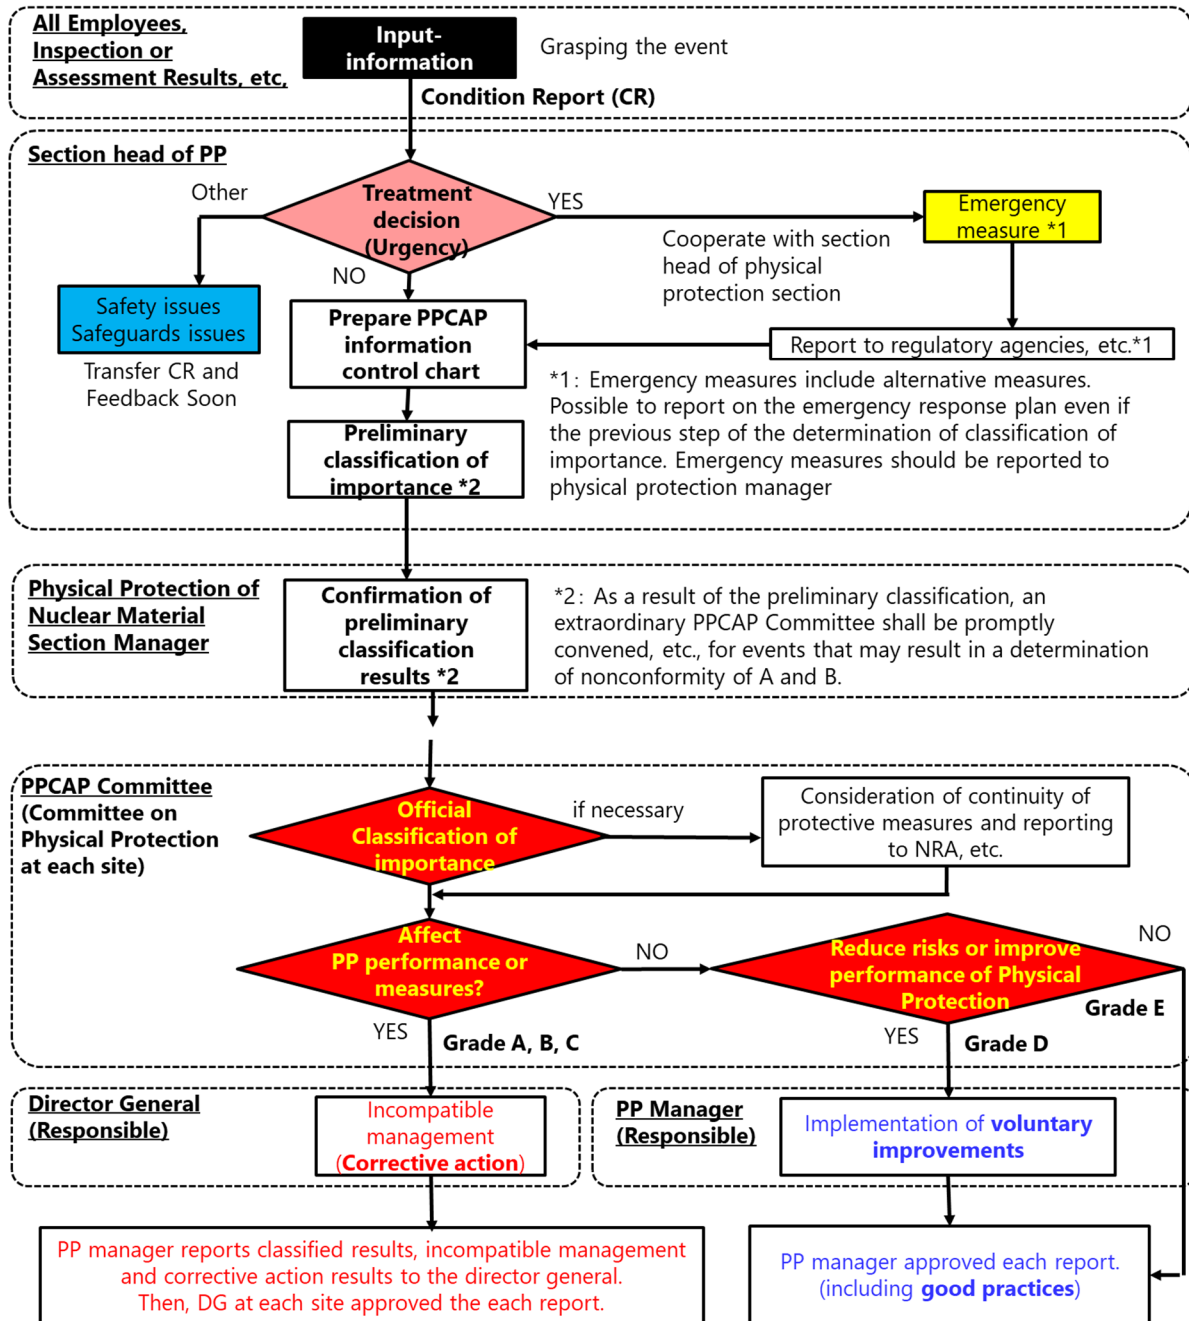 All Employees,
Inspection or
Assessment Results, etc,
Input-
information
Grasping the event
Condition Report (CR)
Section head of PP
Other
Treatment
decision
(Urgency)
YES
Emergency
measure *1
Cooperate with section
head of physical
protection section
NO
Safety issues
Safeguards issues
Transfer CR and
Feedback Soon
Prepare PPCAP
information
control chart
Report to regulatory agencies, etc.*1
*1: Emergency measures include alternative measures.
Possible to report on the emergency response plan even if
the previous step of the determination of classification of
importance. Emergency measures should be reported to
physical protection manager
Preliminary
classification of
importance *2
Physical Protection of
Nuclear Material
Section Manager
Confirmation of
preliminary
classification
results *2
*2: As a result of the preliminary classification, an
extraordinary PPCAP Committee shall be promptly
convened, etc., for events that may result in a determination
of nonconformity of A and B.
PPCAP Committee
(Committee on
Physical Protection
at each site)
Official
Classification of
importance
if necessary
Consideration of continuity of
protective measures and reporting
to NRA, etc.
Affect
PP performance or
measures?
NO
Reduce risks or improve
performance of Physical
Protection
NO
Grade E
YES
Grade A, B, C
YES
Grade D
Director General
(Responsible)
Incompatible
management
(Corrective action)
PP Manager
(Responsible)
Implementation of voluntary
improvements
PP manager reports classified results, incompatible management
and corrective action results to the director general.
Then, DG at each site approved the each report.
PP manager approved each report.
(including good practices)